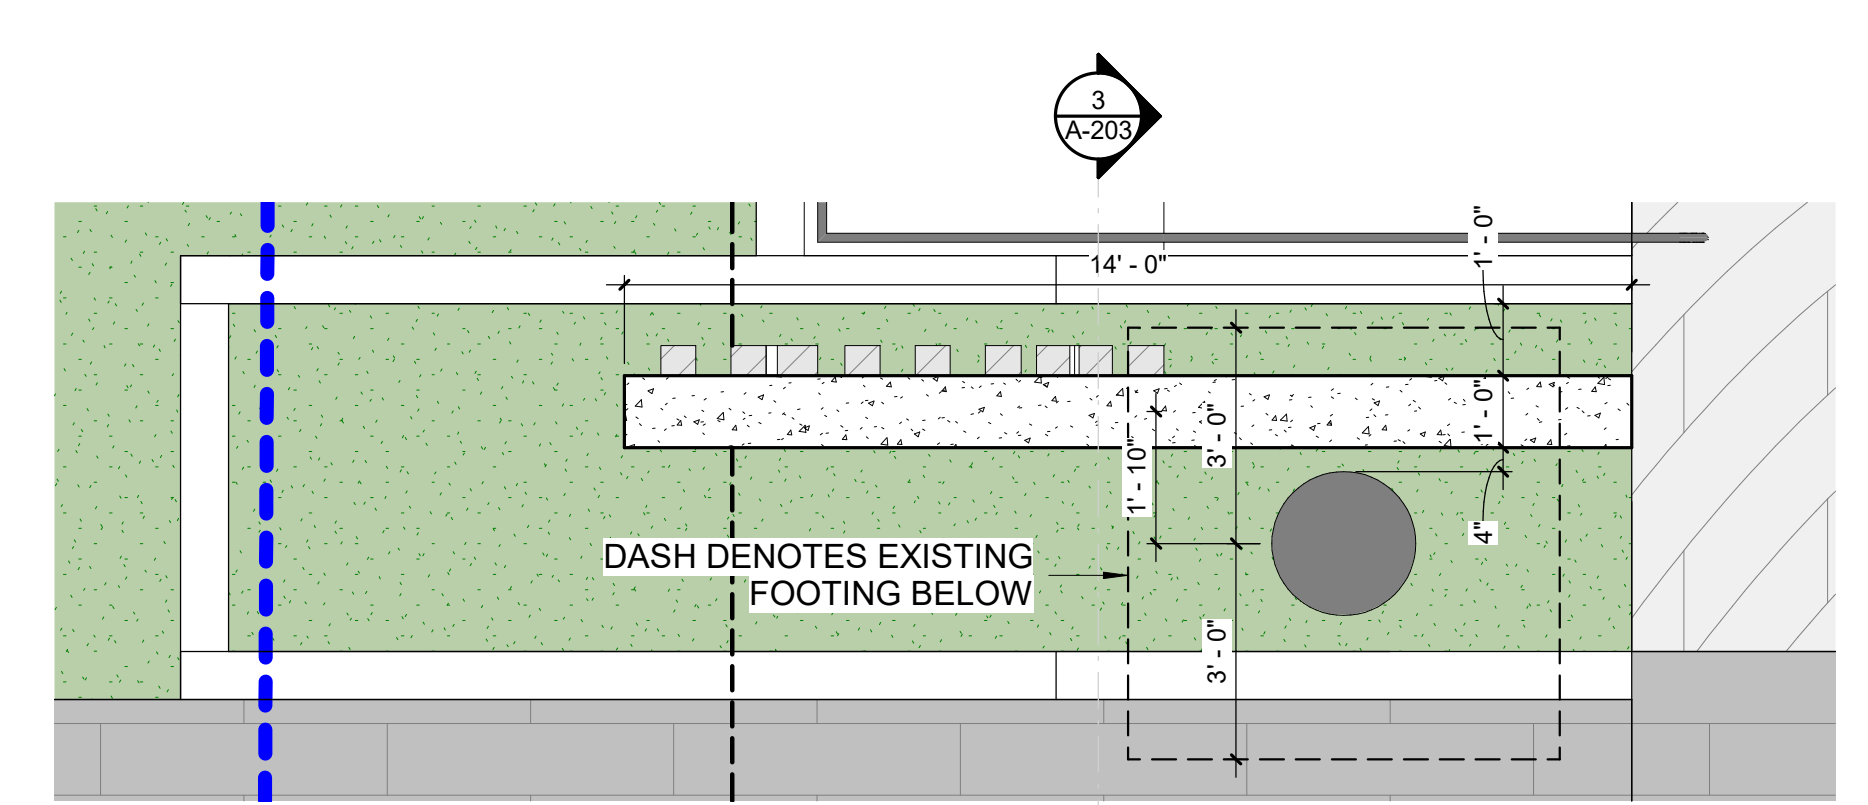 3
A-203
14' - 0"
1' - 0"
1' - 0"
3' - 0"
1' - 10"
4"
DASH DENOTES EXISTING
FOOTING BELOW
3' - 0"